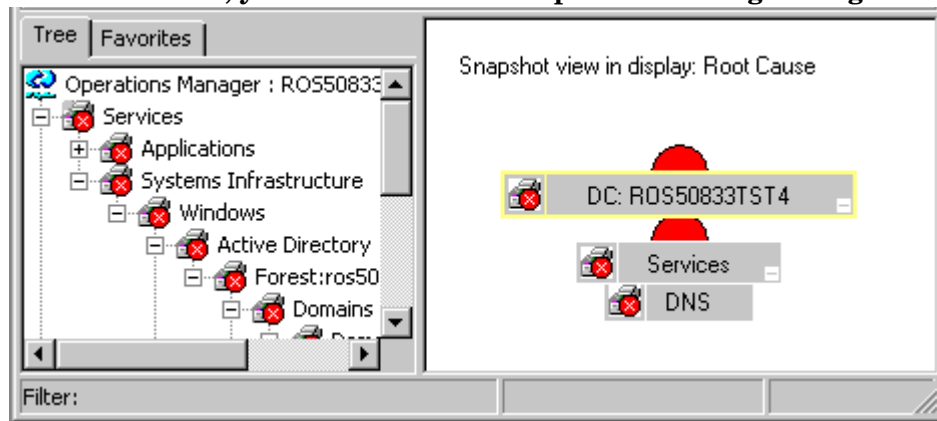 Tree Favorites
Operations Manager : ROS50833
Services
Applications
Systems Infrastructure
Windows
Active Directory
Forest:ros50
Domains
Snapshot view in display: Root Cause
DC: ROS50833TST4
Services
DNS
Filter: